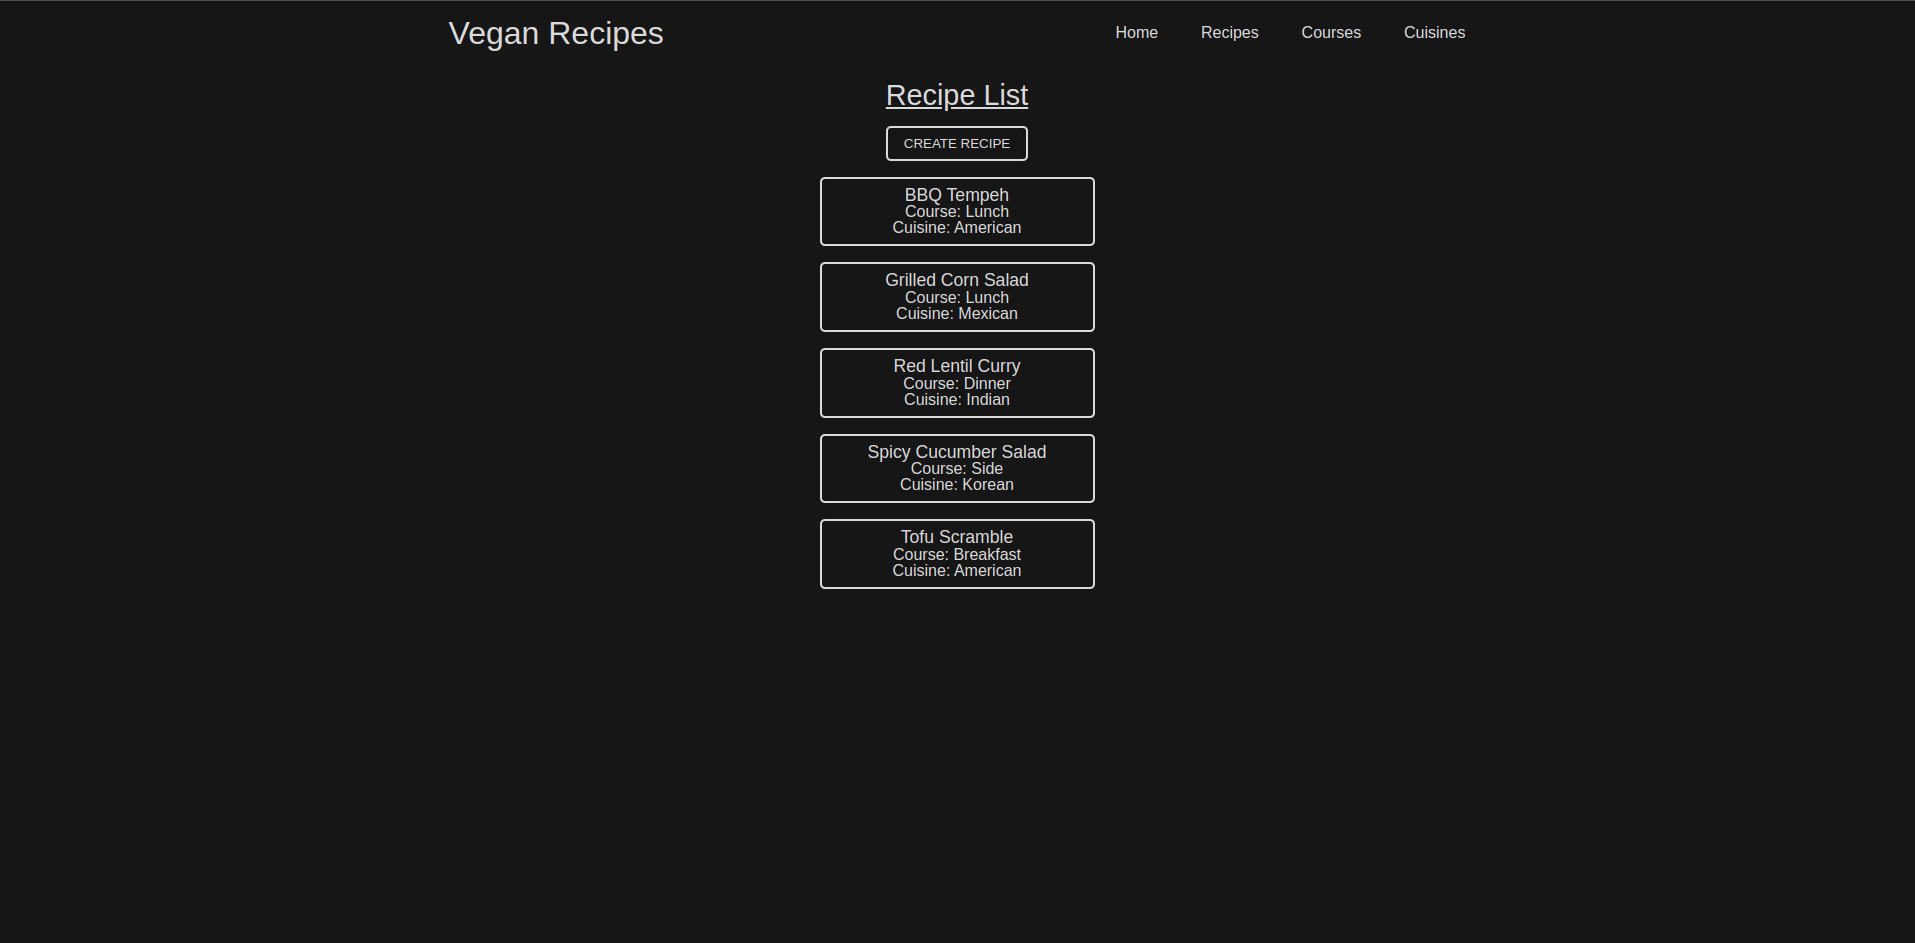 Vegan Recipes
Home Recipes Courses Cuisines
Recipe List
CREATE RECIPE
BBQ Tempeh
Course: Lunch
Cuisine: American
Grilled Corn Salad
Course: Lunch
Cuisine: Mexican
Red Lentil Curry
Course: Dinner
Cuisine: Indian
Spicy Cucumber Salad
Course: Side
Cuisine: Korean
Tofu Scramble
Course: Breakfast
Cuisine: American